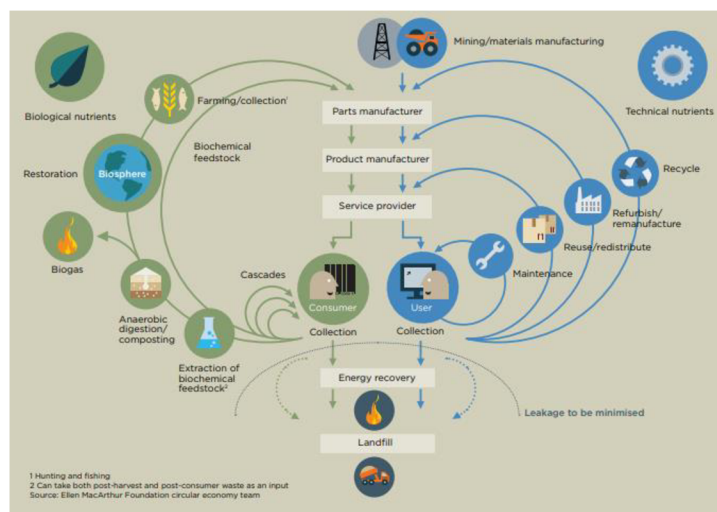 Mining/materials manufacturing
Biological nutrients
Farming/collection¹
Parts manufacturer
Technical nutrients
Biochemical
feedstock
Product manufacturer
Restoration
Biosphere
Recycle
Service provider
Refurbish/
remanufacture
Biogas
Reuse/redistribute
Cascades
Maintenance
Consumer
User
Anaerobic
digestion/
composting
Collection
Collection
Extraction of
biochemical
feedstock²
Energy recovery
Leakage to be minimised
Landfill
1 Hunting and fishing
2 Can take both post-harvest and post-consumer waste as an input
Source: Ellen MacArthur Foundation circular economy team